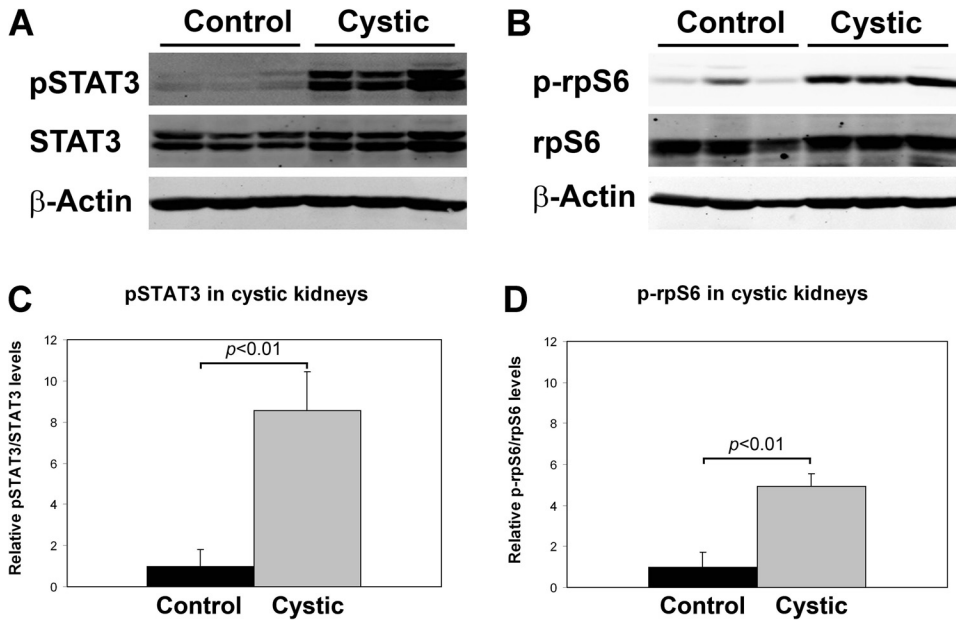 A
Control
Cystic
pSTAT3
STAT3
β-Actin
B
Control
Cystic
p-rpS6
rpS6
β-Actin
C
pSTAT3 in cystic kidneys
Relative pSTAT3/STAT3 levels
12
10
8
6
4
2
0
p<0.01
Control
Cystic
D
p-rpS6 in cystic kidneys
Relative p-rpS6/rpS6 levels
12
10
8
6
4
2
0
p<0.01
Control
Cystic